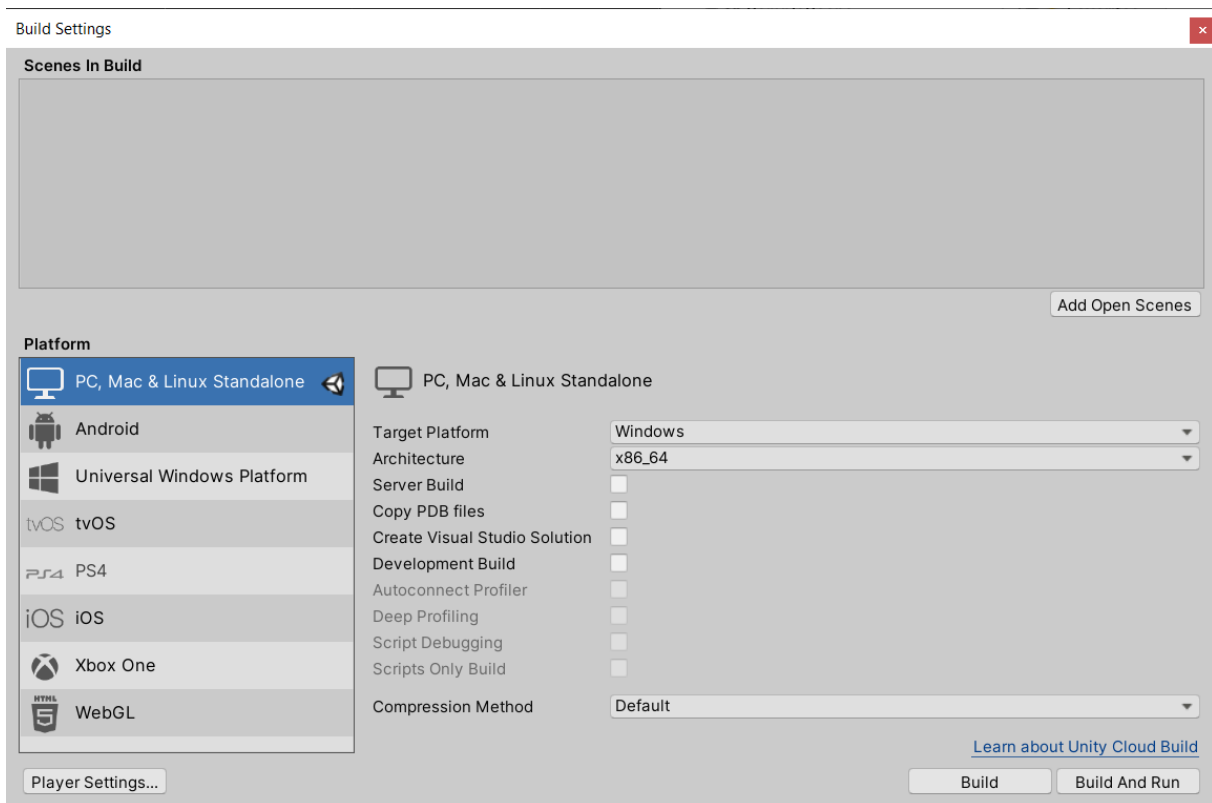 Build Settings
Scenes In Build
Add Open Scenes
Platform
PC, Mac & Linux Standalone
Android
Universal Windows Platform
tvOS tvOS
PS4 PS4
iOS iOS
Xbox One
HTML 5 WebGL
PC, Mac & Linux Standalone
Target Platform Windows
Architecture x86_64
Server Build
Copy PDB files
Create Visual Studio Solution
Development Build
Autoconnect Profiler
Deep Profiling
Script Debugging
Scripts Only Build
Compression Method Default
Learn about Unity Cloud Build
Player Settings... Build Build And Run